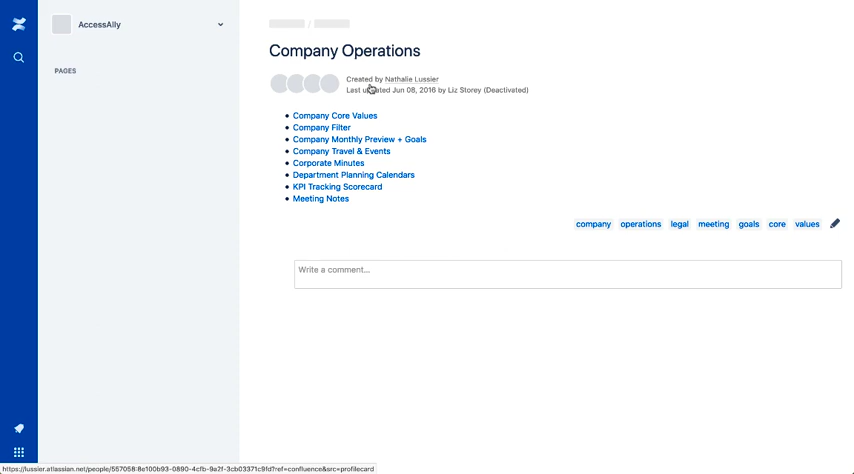 AccessAlly
PAGES
/
Company Operations
Created by Nathalie Lussier
Last updated Jun 08, 2016 by Liz Storey (Deactivated)
• Company Core Values
• Company Filter
• Company Monthly Preview + Goals
• Company Travel & Events
• Corporate Minutes
• Department Planning Calendars
• KPI Tracking Scorecard
• Meeting Notes
company operations legal meeting goals core values
Write a comment...
https://lussier.atlassian.net/people/557058:8e100b93-0890-4cfb-9a2f-3cb03371c9fd?ref=confluence&src=profilecard